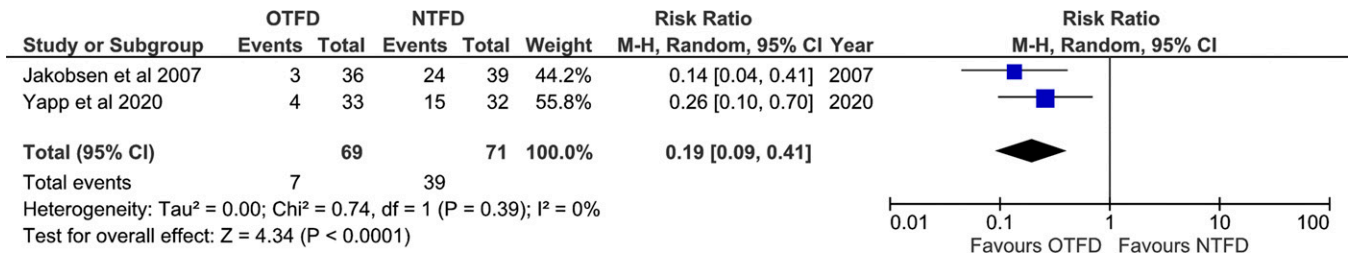 OTFD NTFD Risk Ratio Risk Ratio
Study or Subgroup Events Total Events Total Weight M-H, Random, 95% CI Year M-H, Random, 95% CI
Jakobsen et al 2007 3 36 24 39 44.2% 0.14 [0.04, 0.41] 2007
Yapp et al 2020 4 33 15 32 55.8% 0.26 [0.10, 0.70] 2020
Total (95% CI) 69 71 100.0% 0.19 [0.09, 0.41]
Total events 7 39
Heterogeneity: Tau² = 0.00; Chi² = 0.74, df = 1 (P = 0.39); I² = 0%
Test for overall effect: Z = 4.34 (P < 0.0001)
0.01 0.1 1 10 100
Favours OTFD Favours NTFD